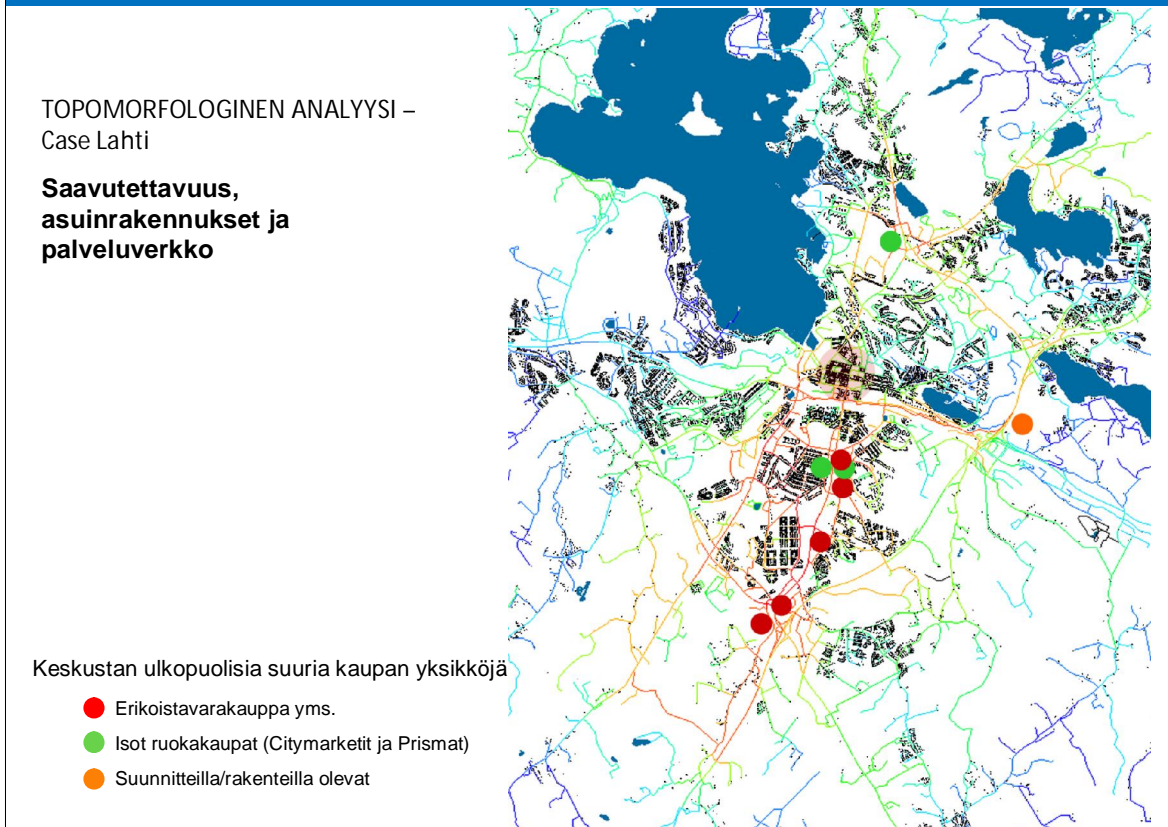 TOPOMORFOLOGINEN ANALYYSI –
Case Lahti
Saavutettavuus,
asuinrakennukset ja
palveluverkko
Keskustan ulkopuolisia suuria kaupan yksikköjä
Erikoistavarakauppa yms.
Isot ruokakaupat (Citymarketit ja Prismat)
Suunnitteilla/rakenteilla olevat